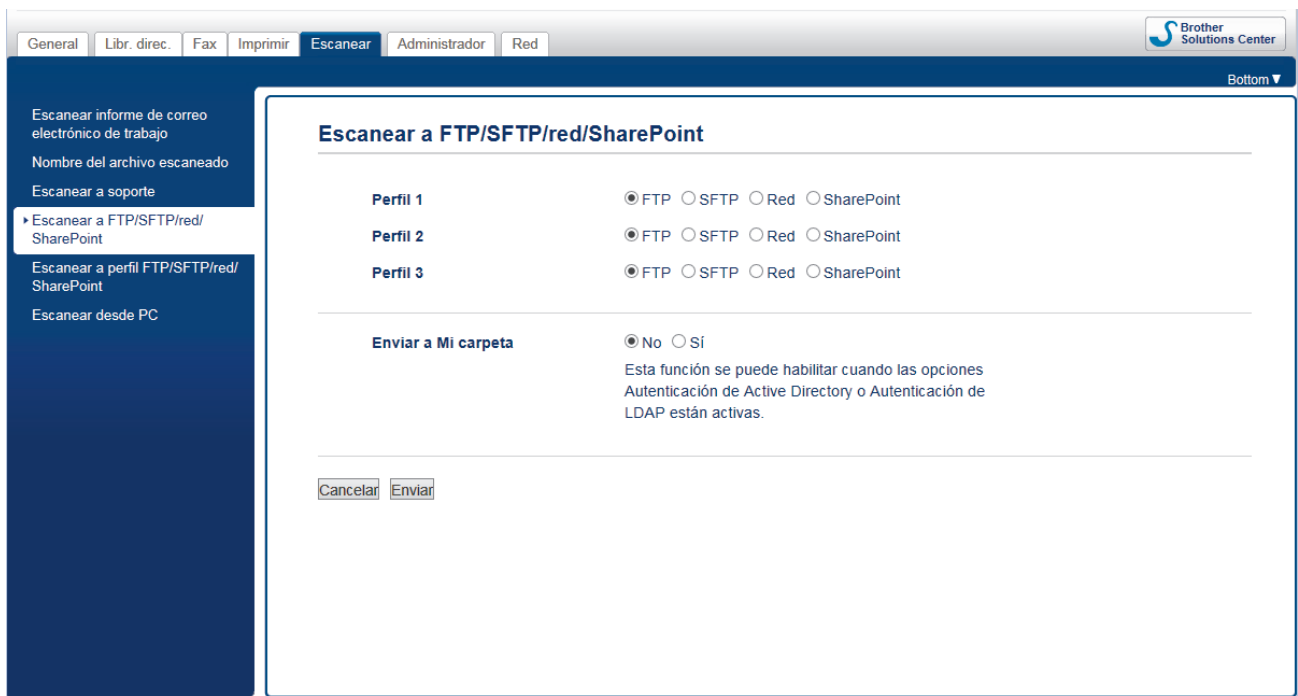 General Libr. direc. Fax Imprimir Escanear Administrador Red
Brother
Solutions Center
Bottom▼
Escanear informe de correo
electrónico de trabajo
Nombre del archivo escaneado
Escanear a soporte
Escanear a FTP/SFTP/red/
SharePoint
Escanear a perfil FTP/SFTP/red/
SharePoint
Escanear desde PC
Escanear a FTP/SFTP/red/SharePoint
Perfil 1 FTP SFTP Red SharePoint
Perfil 2 FTP SFTP Red SharePoint
Perfil 3 FTP SFTP Red SharePoint
Enviar a Mi carpeta No Sí
Esta función se puede habilitar cuando las opciones
Autenticación de Active Directory o Autenticación de
LDAP están activas.
Cancelar Enviar